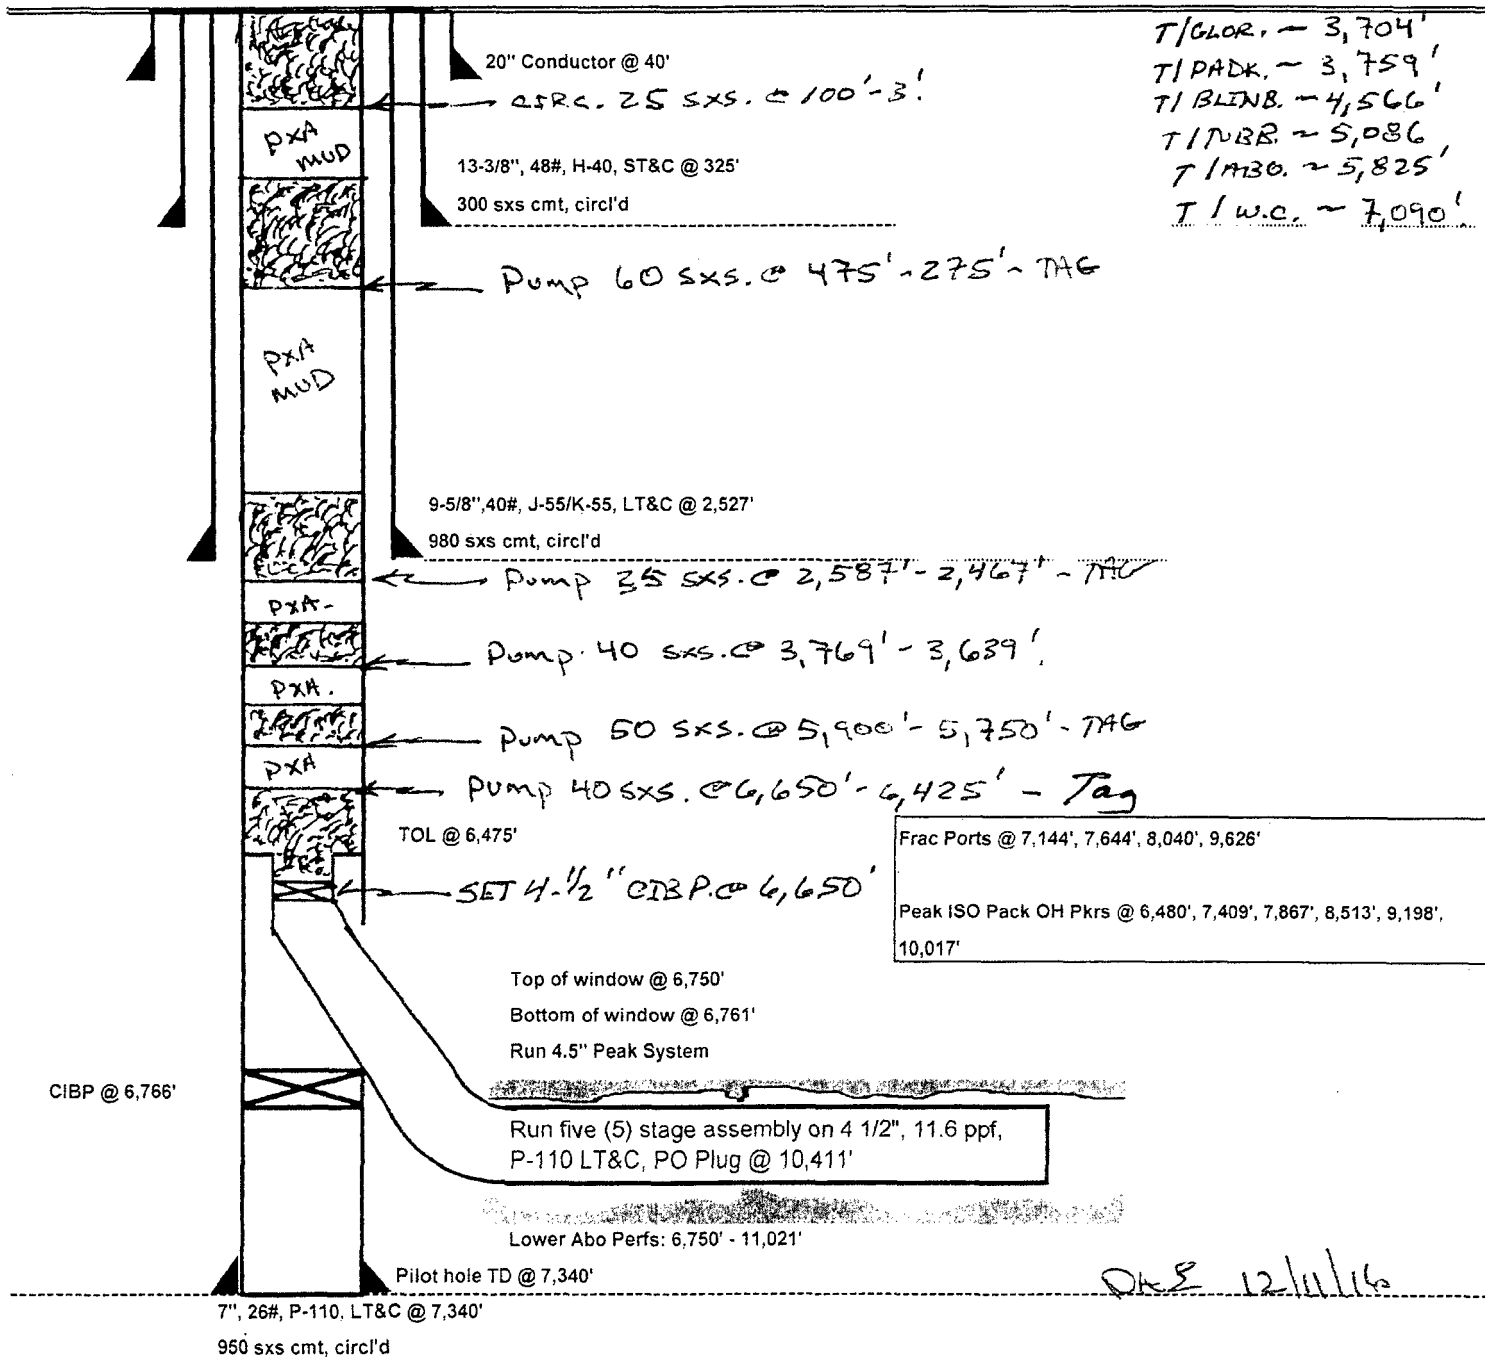 T/GLOR. ~ 3,704'
T/PADK. ~ 3,759'
T/BLINB. ~ 4,566'
T/TUBB. ~ 5,086
T/ABO. ~ 5,825'
T/W.C. ~ 7,090'
20" Conductor @ 40'
CIRC. 25 SXS. @ 100'-3'.
PXA MUD
13-3/8", 48#, H-40, ST&C @ 325'
300 sxs cmt, circl'd
Pump 60 SXS. @ 475'-275'- TAG
PXA
MUD
9-5/8",40#, J-55/K-55, LT&C @ 2,527'
980 sxs cmt, circl'd
Pump 35 SXS. @ 2,587'-2,467'- TAG
PXA-
Pump 40 SXS. @ 3,769'-3,639'.
PXA.
Pump 50 SXS. @ 5,900'-5,750'- TAG
PXA
Pump 40 SXS. @ 6,650'-6,425' - Tag
TOL @ 6,475'
Frac Ports @ 7,144', 7,644', 8,040', 9,626'
SET 4-1/2" CIBP. @ 6,650'
Peak ISO Pack OH Pkrs @ 6,480', 7,409', 7,867', 8,513', 9,198',
10,017'
Top of window @ 6,750'
Bottom of window @ 6,761'
Run 4.5" Peak System
CIBP @ 6,766'
Run five (5) stage assembly on 4 1/2", 11.6 ppf,
P-110 LT&C, PO Plug @ 10,411'
Lower Abo Perfs: 6,750' - 11,021'
Pilot hole TD @ 7,340'
12/11/16
7", 26#, P-110, LT&C @ 7,340'
950 sxs cmt, circl'd